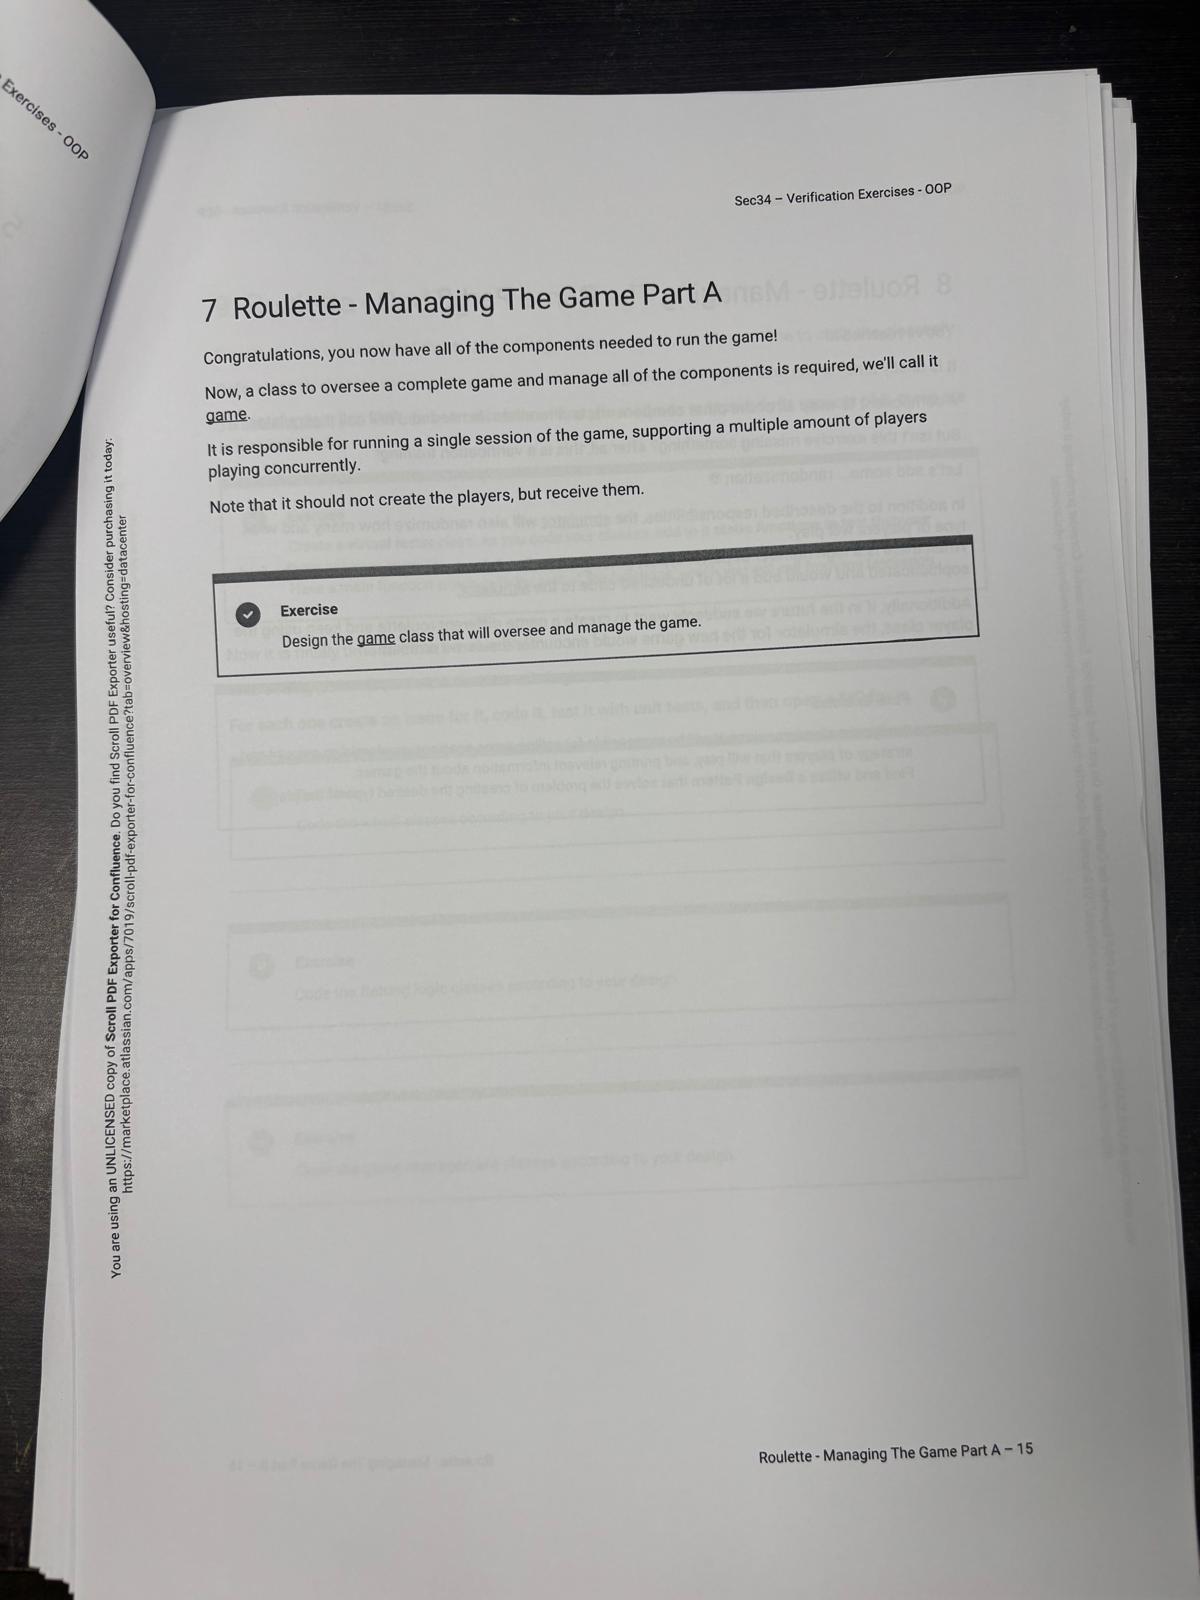 Exercises - OOP
Sec34 – Verification Exercises - OOP
7 Roulette - Managing The Game Part A
Congratulations, you now have all of the components needed to run the game!
Now, a class to oversee a complete game and manage all of the components is required, we'll call it
game.
It is responsible for running a single session of the game, supporting a multiple amount of players
playing concurrently.
Note that it should not create the players, but receive them.
Exercise
Design the game class that will oversee and manage the game.
You are using an UNLICENSED copy of Scroll PDF Exporter for Confluence. Do you find Scroll PDF Exporter useful? Consider purchasing it today:
https://marketplace.atlassian.com/apps/7019/scroll-pdf-exporter-for-confluence?tab=overview&hosting=datacenter
Roulette - Managing The Game Part A – 15